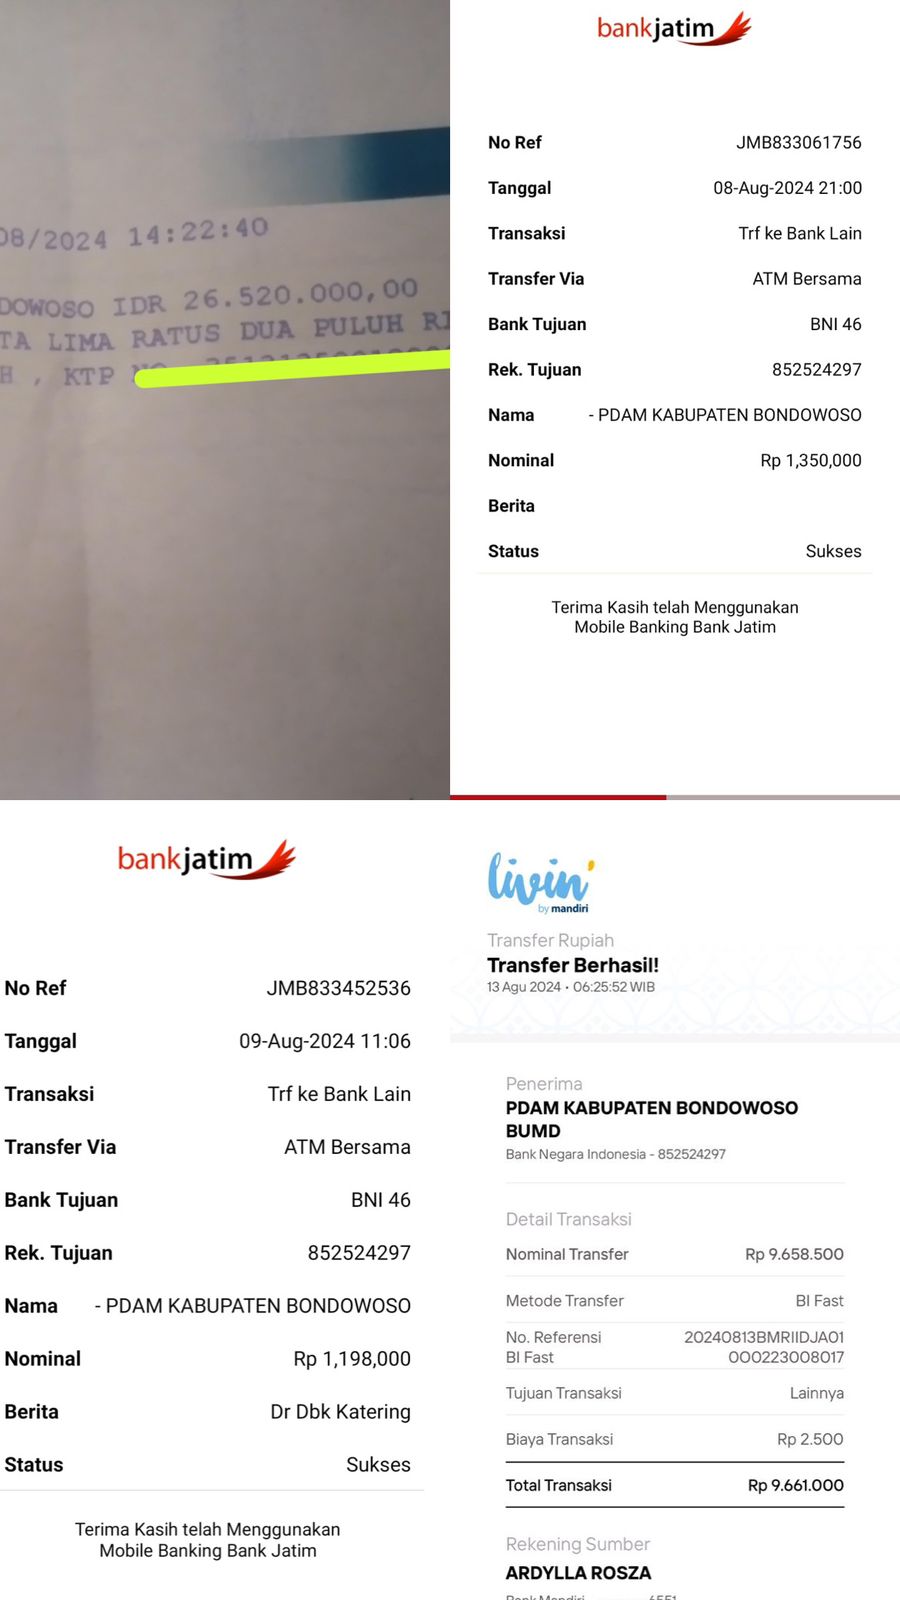 08/2024 14:22:40
DOWOSO IDR 26.520.000,00
TA LIMA RATUS DUA PULUH RI
H , KTP
bankjatim
No Ref JMB833061756
Tanggal 08-Aug-2024 21:00
Transaksi Trf ke Bank Lain
Transfer Via ATM Bersama
Bank Tujuan BNI 46
Rek. Tujuan 852524297
Nama - PDAM KABUPATEN BONDOWOSO
Nominal Rp 1,350,000
Berita
Status Sukses
Terima Kasih telah Menggunakan
Mobile Banking Bank Jatim
bankjatim
No Ref JMB833452536
Tanggal 09-Aug-2024 11:06
Transaksi Trf ke Bank Lain
Transfer Via ATM Bersama
Bank Tujuan BNI 46
Rek. Tujuan 852524297
Nama - PDAM KABUPATEN BONDOWOSO
Nominal Rp 1,198,000
Berita Dr Dbk Katering
Status Sukses
Terima Kasih telah Menggunakan
Mobile Banking Bank Jatim
livin'
by mandiri
Transfer Rupiah
Transfer Berhasil!
13 Agu 2024 • 06:25:52 WIB
Penerima
PDAM KABUPATEN BONDOWOSO
BUMD
Bank Negara Indonesia - 852524297
Detail Transaksi
Nominal Transfer Rp 9.658.500
Metode Transfer BI Fast
No. Referensi 20240813BMRIIDJA01
BI Fast 000223008017
Tujuan Transaksi Lainnya
Biaya Transaksi Rp 2.500
Total Transaksi Rp 9.661.000
Rekening Sumber
ARDYLLA ROSZA